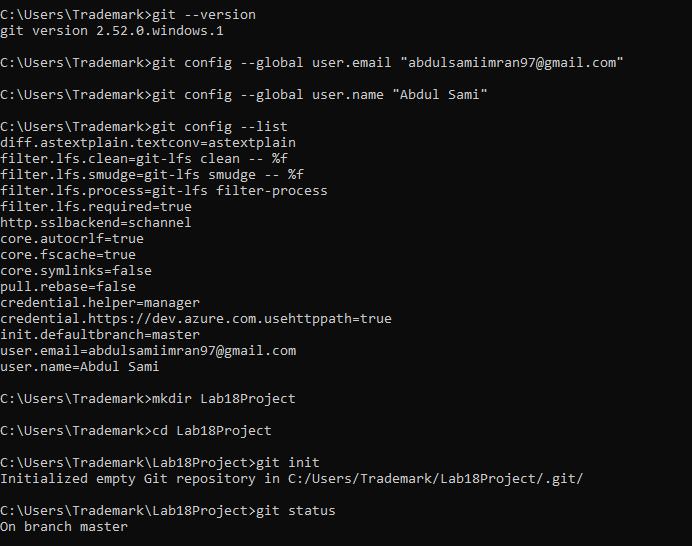 C:\Users\Trademark>git --version
git version 2.52.0.windows.1
C:\Users\Trademark>git config --global user.email "abdulsamiimran97@gmail.com"
C:\Users\Trademark>git config --global user.name "Abdul Sami"
C:\Users\Trademark>git config --list
diff.astextplain.textconv=astextplain
filter.lfs.clean=git-lfs clean -- %f
filter.lfs.smudge=git-lfs smudge -- %f
filter.lfs.process=git-lfs filter-process
filter.lfs.required=true
http.sslbackend=schannel
core.autocrlf=true
core.fscache=true
core.symlinks=false
pull.rebase=false
credential.helper=manager
credential.https://dev.azure.com.usehttppath=true
init.defaultbranch=master
user.email=abdulsamiimran97@gmail.com
user.name=Abdul Sami
C:\Users\Trademark>mkdir Lab18Project
C:\Users\Trademark>cd Lab18Project
C:\Users\Trademark\Lab18Project>git init
Initialized empty Git repository in C:/Users/Trademark/Lab18Project/.git/
C:\Users\Trademark\Lab18Project>git status
On branch master